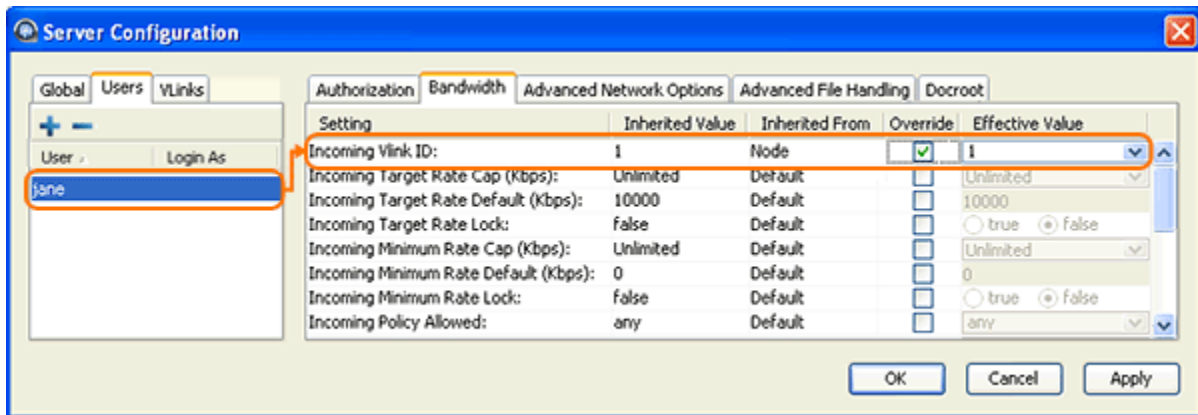 Server Configuration
Global Users VLinks
User Login As
jane
Authorization Bandwidth Advanced Network Options Advanced File Handling Docroot
Setting Inherited Value Inherited From Override Effective Value
Incoming Vlink ID: 1 Node 1
Incoming Target Rate Cap (Kbps): Unlimited Default Unlimited
Incoming Target Rate Default (Kbps): 10000 Default 10000
Incoming Target Rate Lock: false Default true false
Incoming Minimum Rate Cap (Kbps): Unlimited Default Unlimited
Incoming Minimum Rate Default (Kbps): 0 Default 0
Incoming Minimum Rate Lock: false Default true false
Incoming Policy Allowed: any Default any
OK Cancel Apply